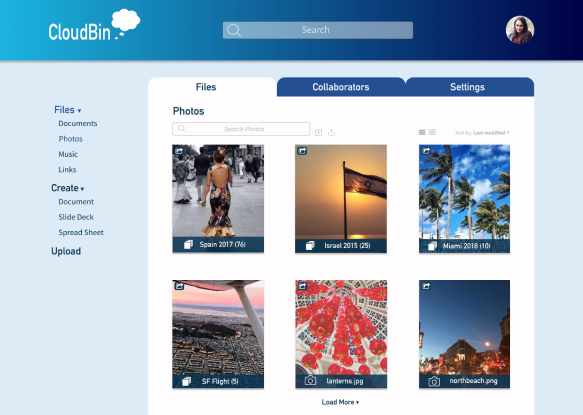 CloudBin
Search
Files
Collaborators
Settings
Files
Documents
Photos
Music
Links
Create
Document
Slide Deck
Spread Sheet
Upload
Photos
Search Photos
Sort by: Last modified
Spain 2017 (76)
Israel 2015 (25)
Miami 2018 (10)
SF Flight (5)
lanterns.jpg
northbeach.png
Load More